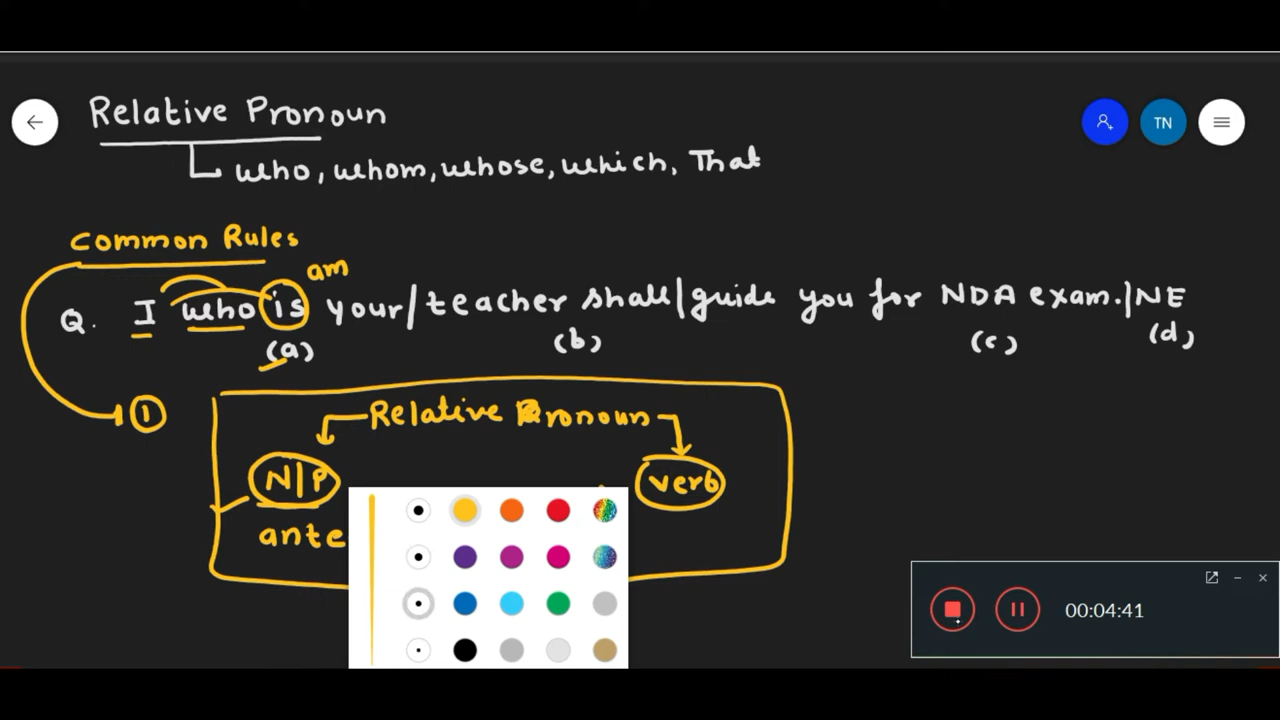 Relative Pronoun
who, whom, whose, which, That
TN
Common Rules
am
Q. I who is your/teacher shall/guide you for NDA exam./NE
(a) (b) (c) (d)
① Relative Pronoun
N/P verb
ante
00:04:41